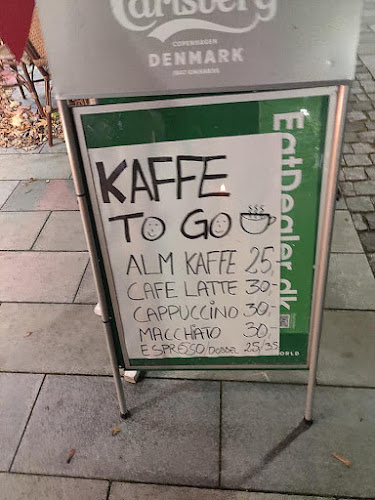 Carlsberg
COPENHAGEN
DENMARK
EatDealer.dk
KAFFE
TO GO
ALM KAFFE 25,-
CAFE LATTE 30,-
CAPPUCCINO 30,-
MACCHIATO 30,-
ESPRESSO/DOBBEL 25/35